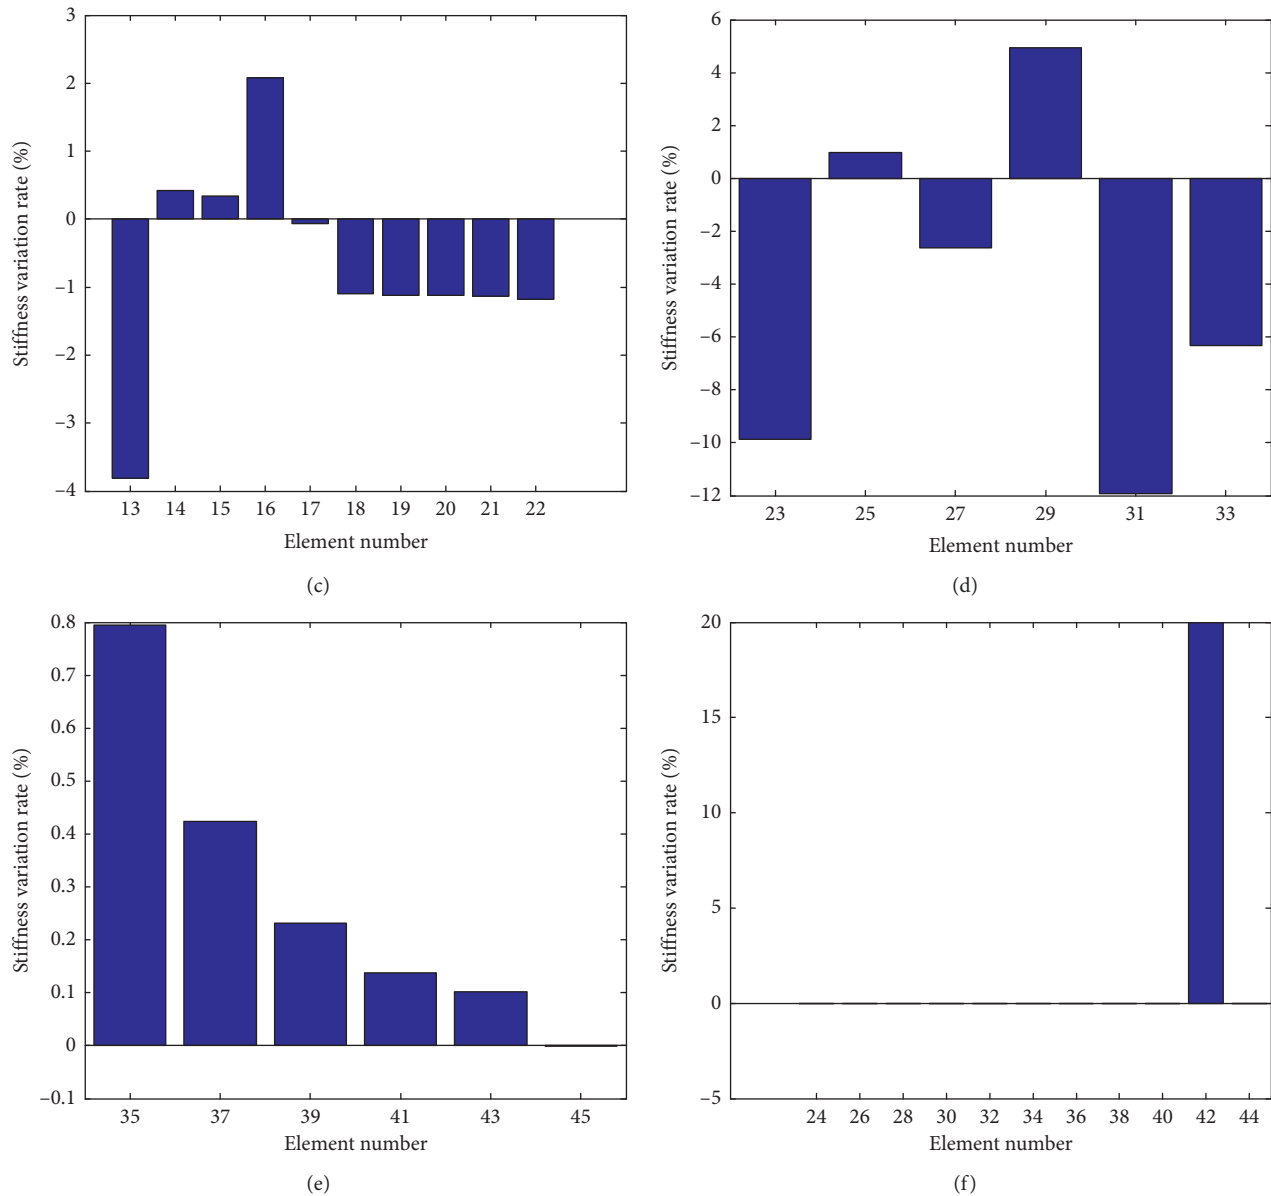 3
2
1
0
–1
–2
–3
–4
Stiffness variation rate (%)
13 14 15 16 17 18 19 20 21 22
Element number
(c)
6
4
2
0
–2
–4
–6
–8
–10
–12
Stiffness variation rate (%)
23 25 27 29 31 33
Element number
(d)
0.8
0.7
0.6
0.5
0.4
0.3
0.2
0.1
0
–0.1
Stiffness variation rate (%)
35 37 39 41 43 45
Element number
(e)
20
15
10
5
0
–5
Stiffness variation rate (%)
24 26 28 30 32 34 36 38 40 42 44
Element number
(f)